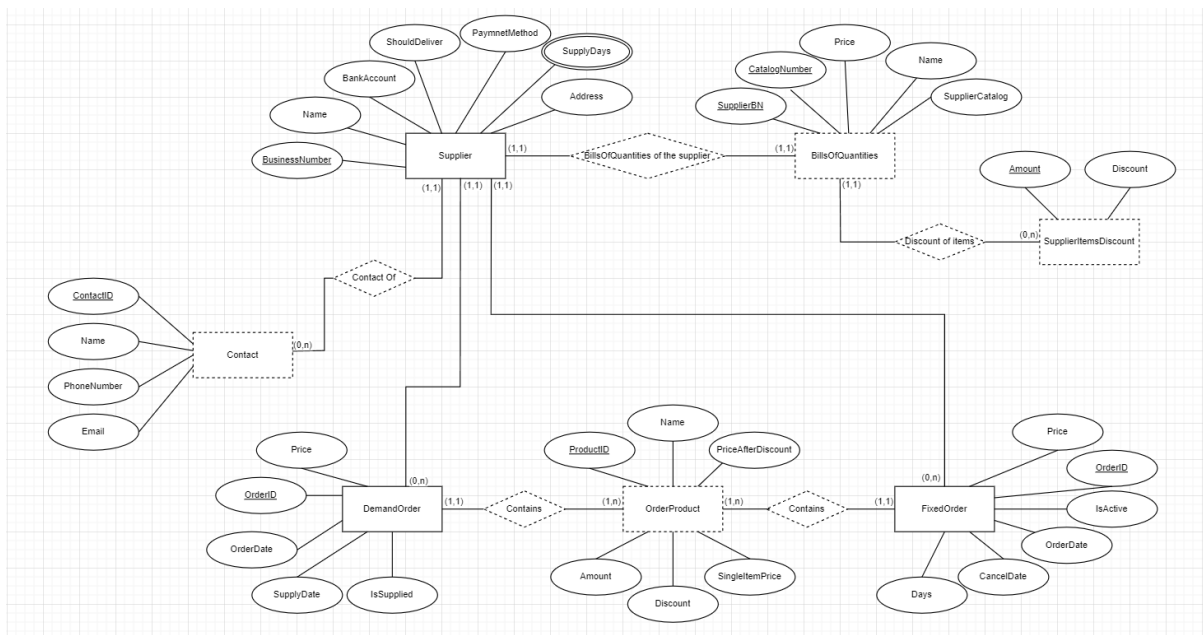 PaymnetMethod
ShouldDeliver
SupplyDays
BankAccount
Address
Name
BusinessNumber
Supplier
(1,1)
BillsOfQuantities of the supplier
(1,1)
BillsOfQuantities
Price
CatalogNumber
Name
SupplierBN
SupplierCatalog
(1,1)
(1,1)
(1,1)
(1,1)
Amount
Discount
Discount of items
(0,n)
SupplierItemsDiscount
Contact Of
ContactID
Name
PhoneNumber
Email
Contact
(0,n)
Price
OrderID
OrderDate
SupplyDate
IsSupplied
DemandOrder
(0,n)
(1,1)
Contains
(1,n)
ProductID
Name
PriceAfterDiscount
OrderProduct
Amount
Discount
SingleItemPrice
(1,n)
Contains
(1,1)
(0,n)
FixedOrder
Price
OrderID
IsActive
OrderDate
CancelDate
Days